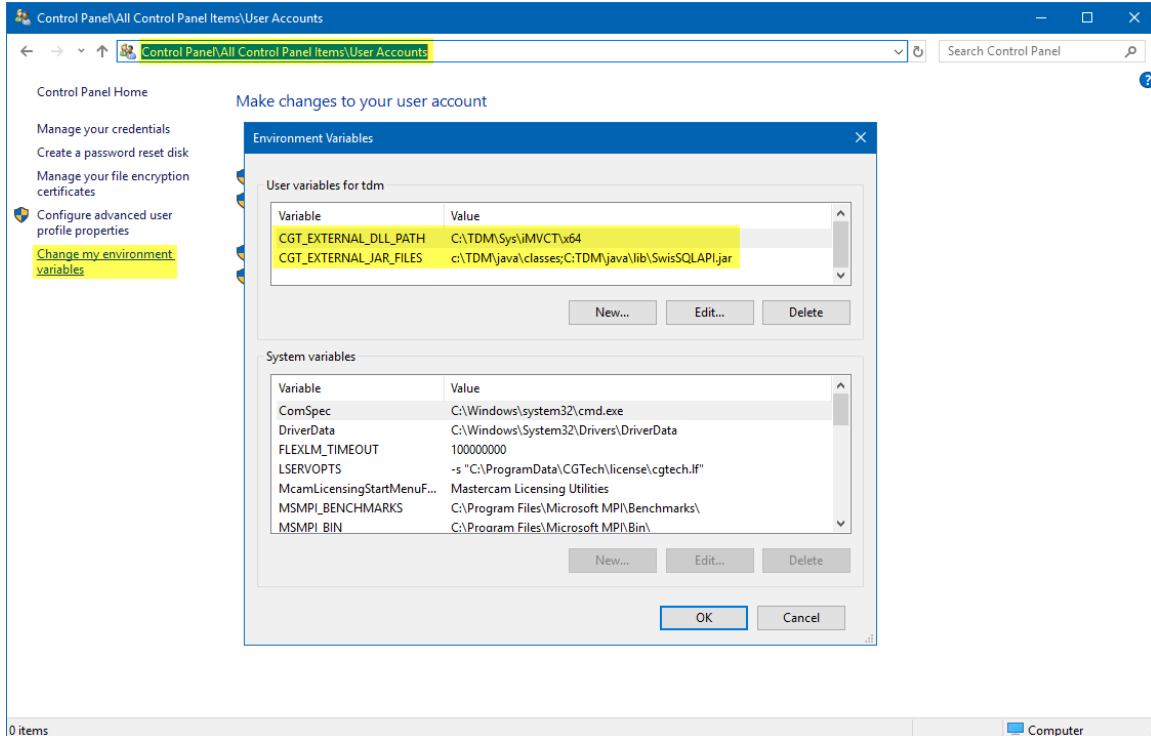 Control Panel\All Control Panel Items\User Accounts
Control Panel\All Control Panel Items\User Accounts
Search Control Panel
?
Control Panel Home
Manage your credentials
Create a password reset disk
Manage your file encryption
certificates
Configure advanced user
profile properties
Change my environment
variables
Make changes to your user account
Environment Variables
User variables for tdm
Variable Value
CGT_EXTERNAL_DLL_PATH C:\TDM\Sys\iMVCT\x64
CGT_EXTERNAL_JAR_FILES c:\TDM\java\classes;C:TDM\java\lib\SwisSQLAPI.jar
New... Edit... Delete
System variables
Variable Value
ComSpec C:\Windows\system32\cmd.exe
DriverData C:\Windows\System32\Drivers\DriverData
FLEXLM_TIMEOUT 100000000
LSERVOPTS -s "C:\ProgramData\CGTech\license\cgtech.lf"
McamLicensingStartMenuF... Mastercam Licensing Utilities
MSMPI_BENCHMARKS C:\Program Files\Microsoft MPI\Benchmarks\
MSMPI_BIN C:\Program Files\Microsoft MPI\Bin\
New... Edit... Delete
OK Cancel
0 items Computer